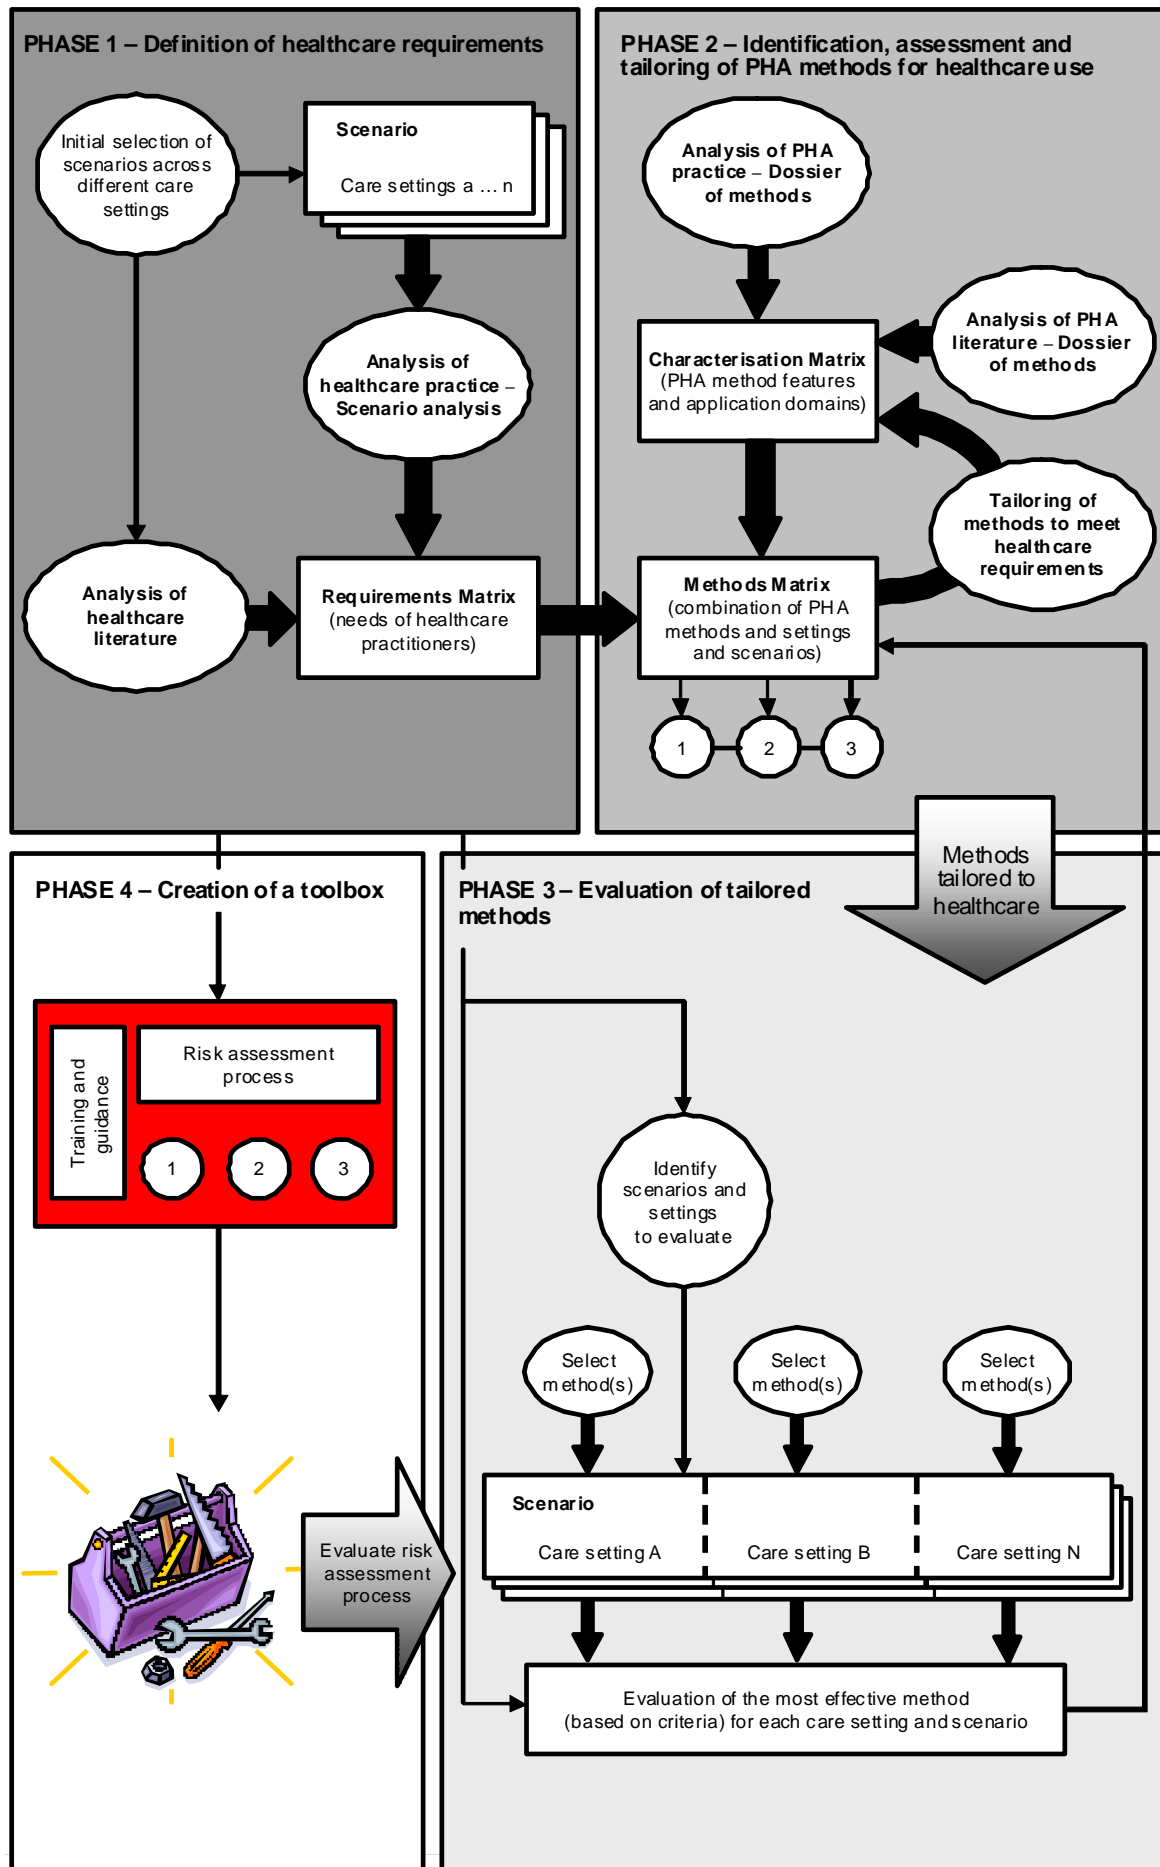 PHASE 1 – Definition of healthcare requirements
Initial selection of
scenarios across
different care
settings
Scenario
Care settings a ... n
Analysis of
healthcare practice –
Scenario analysis
Analysis of
healthcare
literature
Requirements Matrix
(needs of healthcare
practitioners)
PHASE 2 – Identification, assessment and
tailoring of PHA methods for healthcare use
Analysis of PHA
practice – Dossier
of methods
Characterisation Matrix
(PHA method features
and application domains)
Analysis of PHA
literature – Dossier
of methods
Tailoring of
methods to meet
healthcare
requirements
Methods Matrix
(combination of PHA
methods and settings
and scenarios)
1
2
3
Methods
tailored to
healthcare
PHASE 4 – Creation of a toolbox
Training and
guidance
Risk assessment
process
1
2
3
Evaluate risk
assessment
process
PHASE 3 – Evaluation of tailored
methods
Identify
scenarios and
settings
to evaluate
Select
method(s)
Select
method(s)
Select
method(s)
Scenario
Care setting A
Care setting B
Care setting N
Evaluation of the most effective method
(based on criteria) for each care setting and scenario